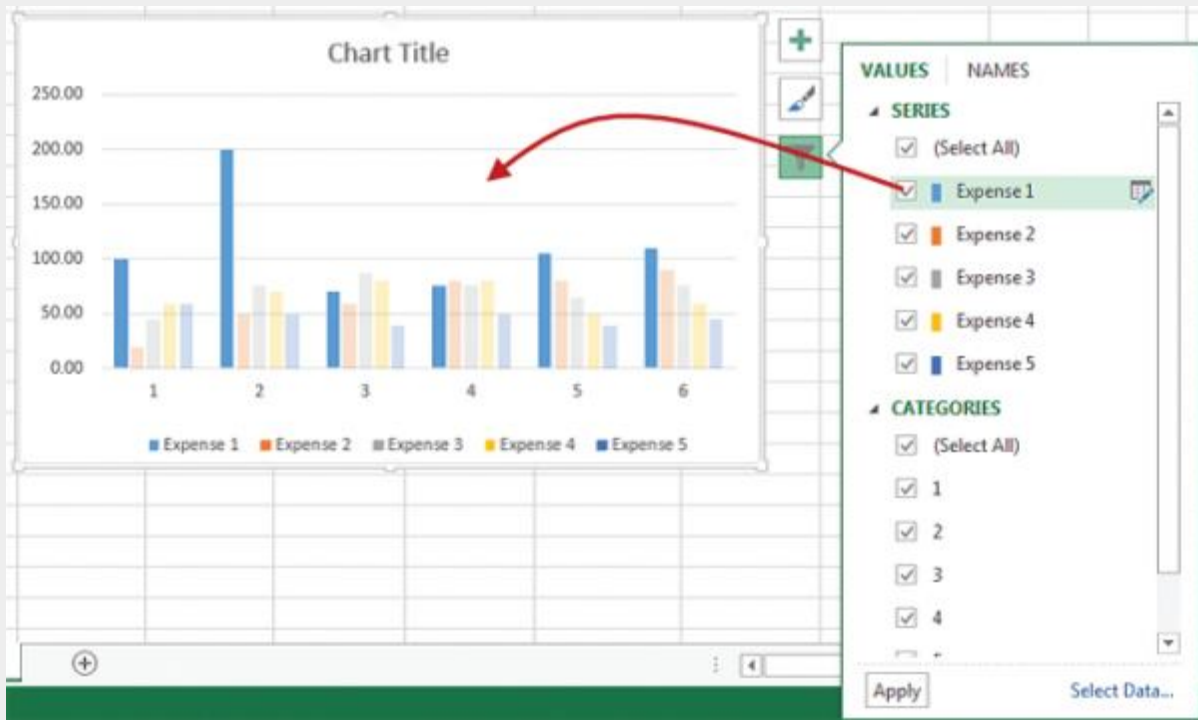 Chart Title
250.00
200.00
150.00
100.00
50.00
0.00
1 2 3 4 5 6
Expense 1 Expense 2 Expense 3 Expense 4 Expense 5
VALUES NAMES
SERIES
(Select All)
Expense 1
Expense 2
Expense 3
Expense 4
Expense 5
CATEGORIES
(Select All)
1
2
3
4
Apply Select Data...